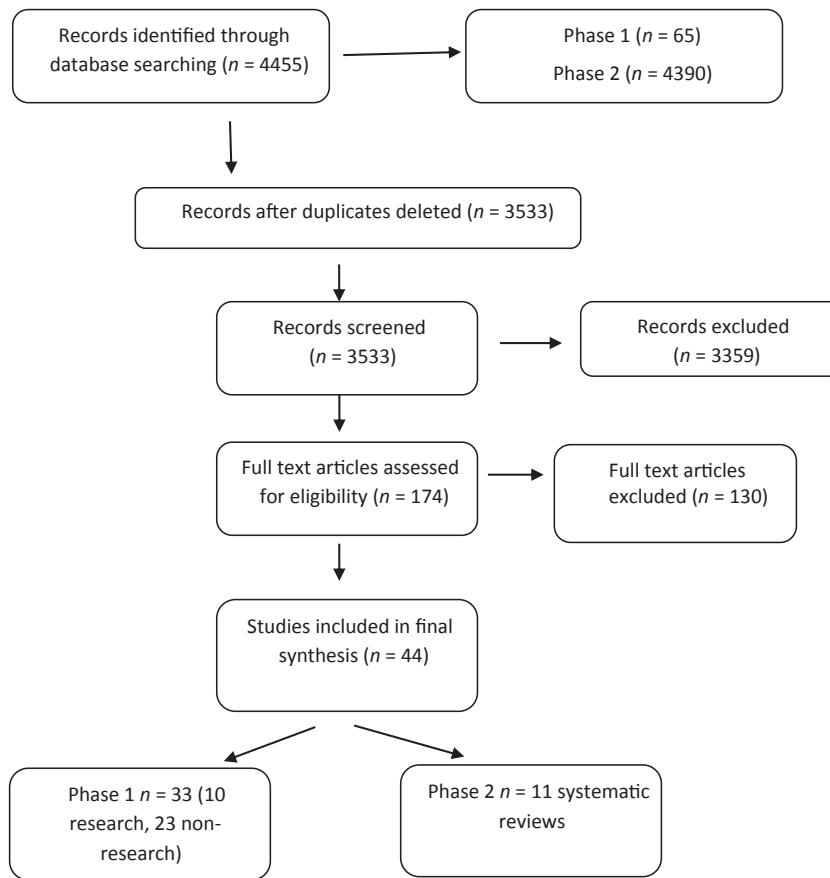 Records identified through
database searching (n = 4455)
Phase 1 (n = 65)
Phase 2 (n = 4390)
Records after duplicates deleted (n = 3533)
Records screened
(n = 3533)
Records excluded
(n = 3359)
Full text articles assessed
for eligibility (n = 174)
Full text articles
excluded (n = 130)
Studies included in final
synthesis (n = 44)
Phase 1 n = 33 (10
research, 23 non-
research)
Phase 2 n = 11 systematic
reviews